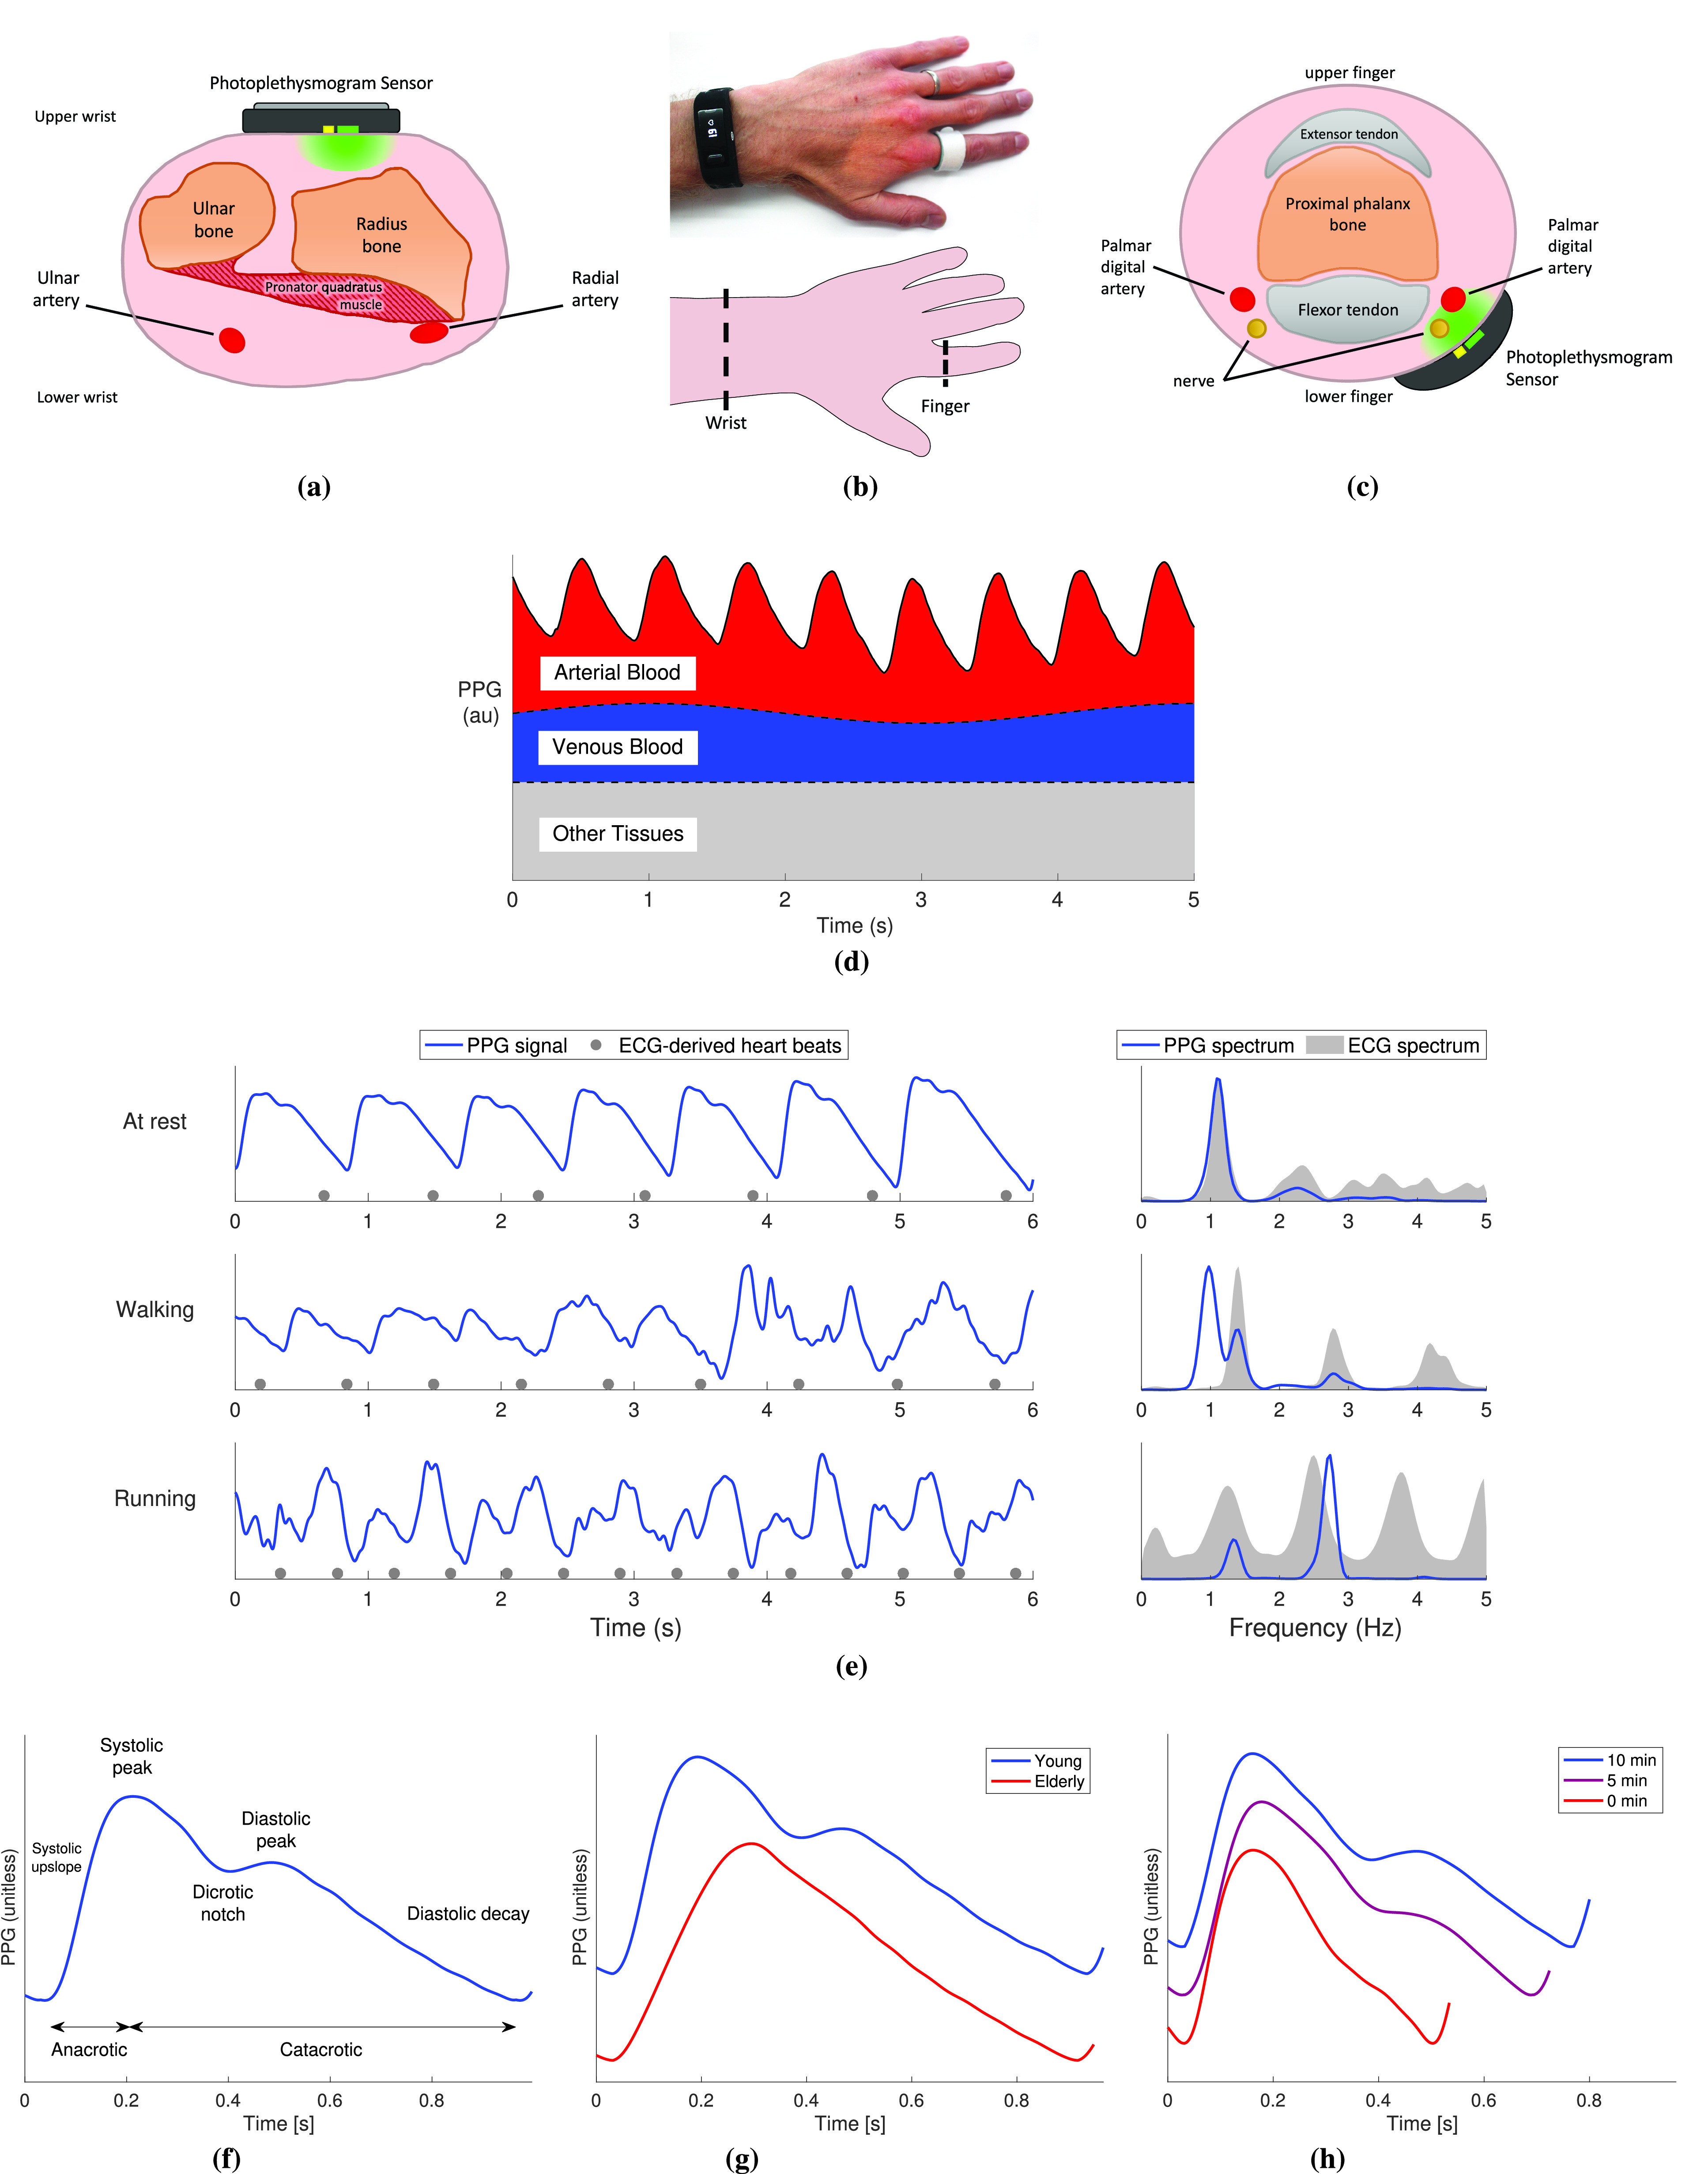 Photoplethysmogram Sensor
Upper wrist
Ulnar
bone
Radius
bone
Ulnar
artery
Radial
artery
Pronator quadratus
muscle
Lower wrist
(a)
Wrist
Finger
(b)
upper finger
Extensor tendon
Proximal phalanx
bone
Palmar
digital
artery
Palmar
digital
artery
Flexor tendon
nerve
Photoplethysmogram
Sensor
lower finger
(c)
PPG
(au)
Arterial Blood
Venous Blood
Other Tissues
0 1 2 3 4 5
Time (s)
(d)
PPG signal ECG-derived heart beats
PPG spectrum ECG spectrum
At rest
0 1 2 3 4 5 6
0 1 2 3 4 5
Walking
0 1 2 3 4 5 6
0 1 2 3 4 5
Running
0 1 2 3 4 5 6
0 1 2 3 4 5
Time (s)
Frequency (Hz)
(e)
PPG (unitless)
Systolic
peak
Systolic
upslope
Diastolic
peak
Dicrotic
notch
Diastolic decay
Anacrotic
Catacrotic
0 0.2 0.4 0.6 0.8
Time [s]
(f)
PPG (unitless)
Young
Elderly
0 0.2 0.4 0.6 0.8
Time [s]
(g)
PPG (unitless)
10 min
5 min
0 min
0 0.2 0.4 0.6 0.8
Time [s]
(h)